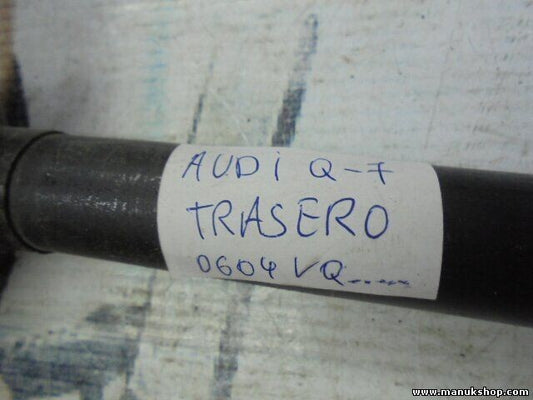 AUDi Q-7
TRASERO
0604 VQ......
www.manukshop.com